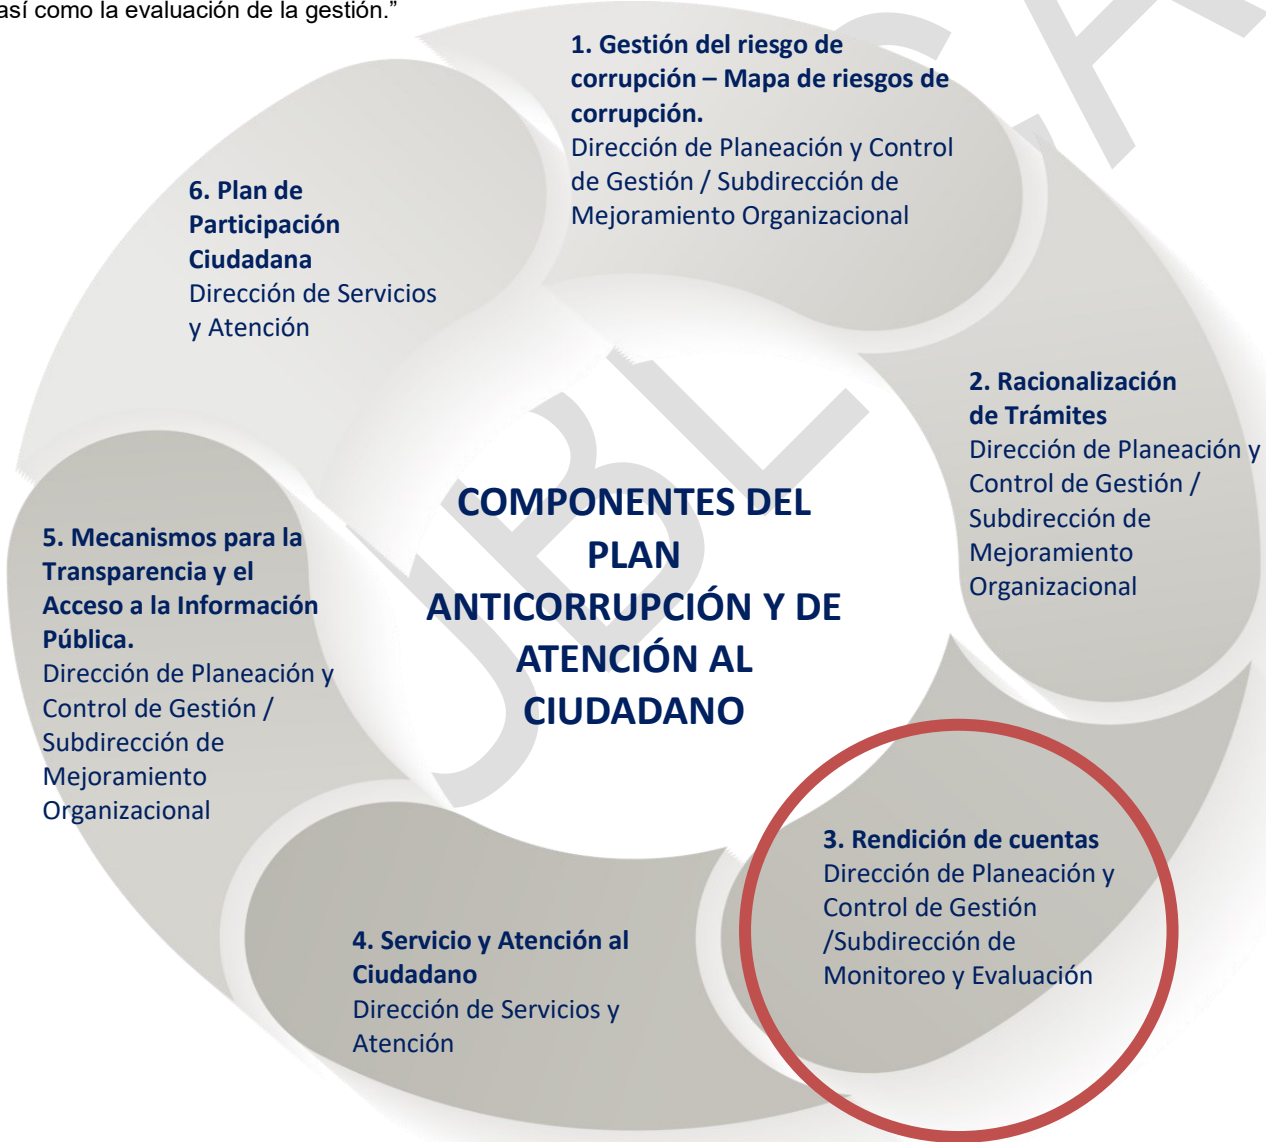 así como la evaluación de la gestión.”
1. Gestión del riesgo de
corrupción – Mapa de riesgos de
corrupción.
Dirección de Planeación y Control
de Gestión / Subdirección de
Mejoramiento Organizacional
2. Racionalización
de Trámites
Dirección de Planeación y
Control de Gestión /
Subdirección de
Mejoramiento
Organizacional
3. Rendición de cuentas
Dirección de Planeación y
Control de Gestión
/Subdirección de
Monitoreo y Evaluación
4. Servicio y Atención al
Ciudadano
Dirección de Servicios y
Atención
5. Mecanismos para la
Transparencia y el
Acceso a la Información
Pública.
Dirección de Planeación y
Control de Gestión /
Subdirección de
Mejoramiento
Organizacional
6. Plan de
Participación
Ciudadana
Dirección de Servicios
y Atención
COMPONENTES DEL
PLAN
ANTICORRUPCIÓN Y DE
ATENCIÓN AL
CIUDADANO